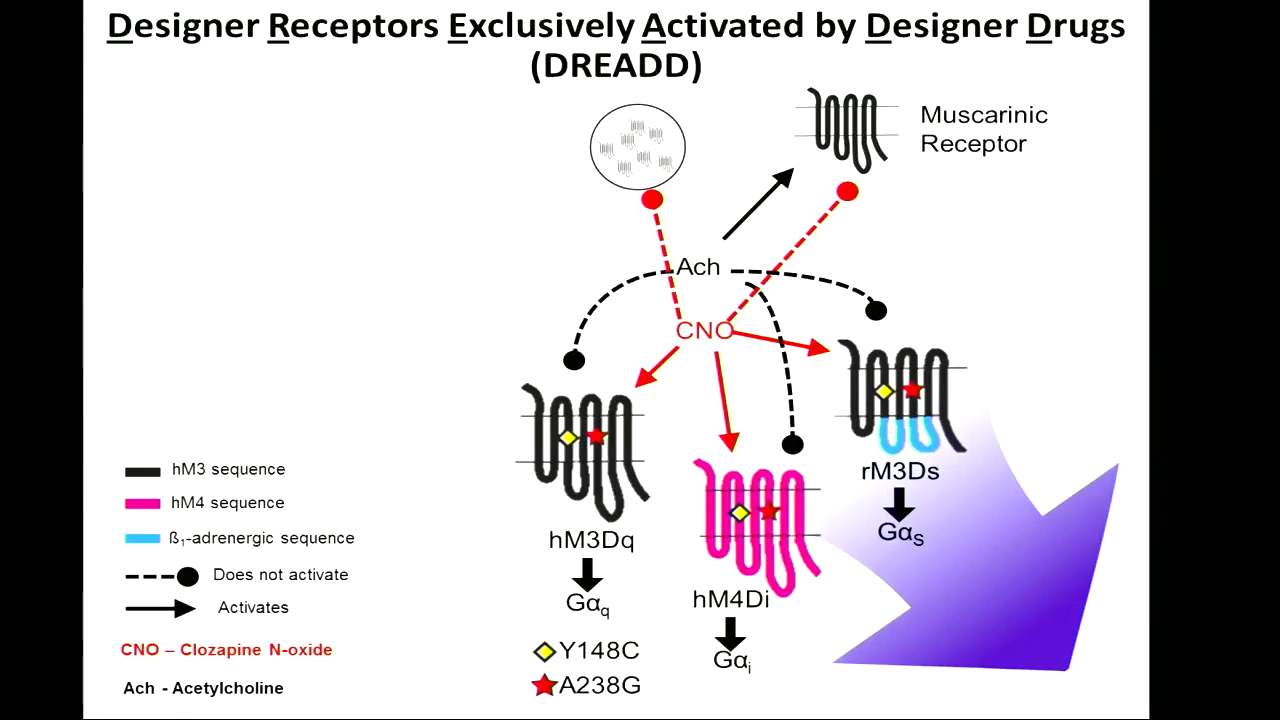 Designer Receptors Exclusively Activated by Designer Drugs
(DREADD)
Muscarinic
Receptor
Ach
CNO
hM3 sequence
hM4 sequence
ß₁-adrenergic sequence
Does not activate
Activates
CNO – Clozapine N-oxide
Ach - Acetylcholine
hM3Dq
Gαq
Y148C
A238G
hM4Di
Gαi
rM3Ds
GαS